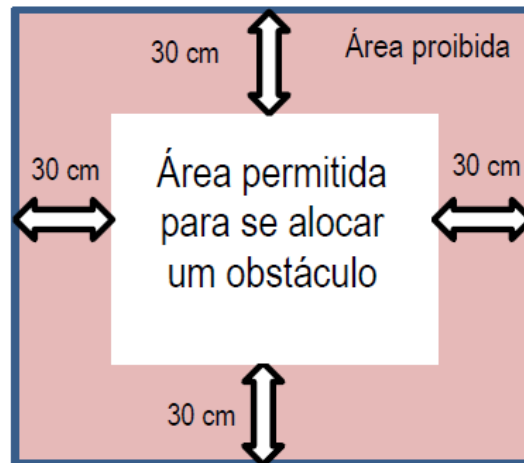 30 cm
Área proibida
30 cm
Área permitida
para se alocar
um obstáculo
30 cm
30 cm